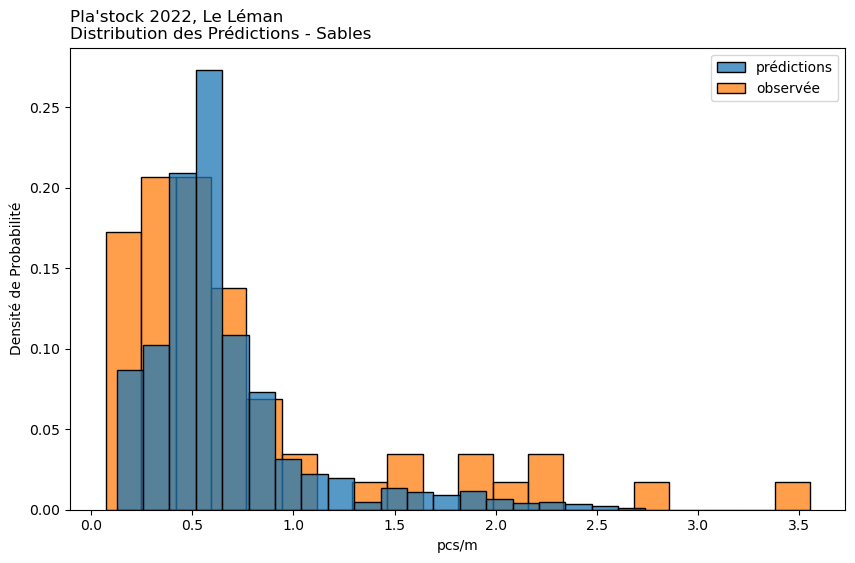 Pla'stock 2022, Le Léman
Distribution des Prédictions - Sables
prédictions
observée
Densité de Probabilité
0.25
0.20
0.15
0.10
0.05
0.00
0.0 0.5 1.0 1.5 2.0 2.5 3.0 3.5
pcs/m